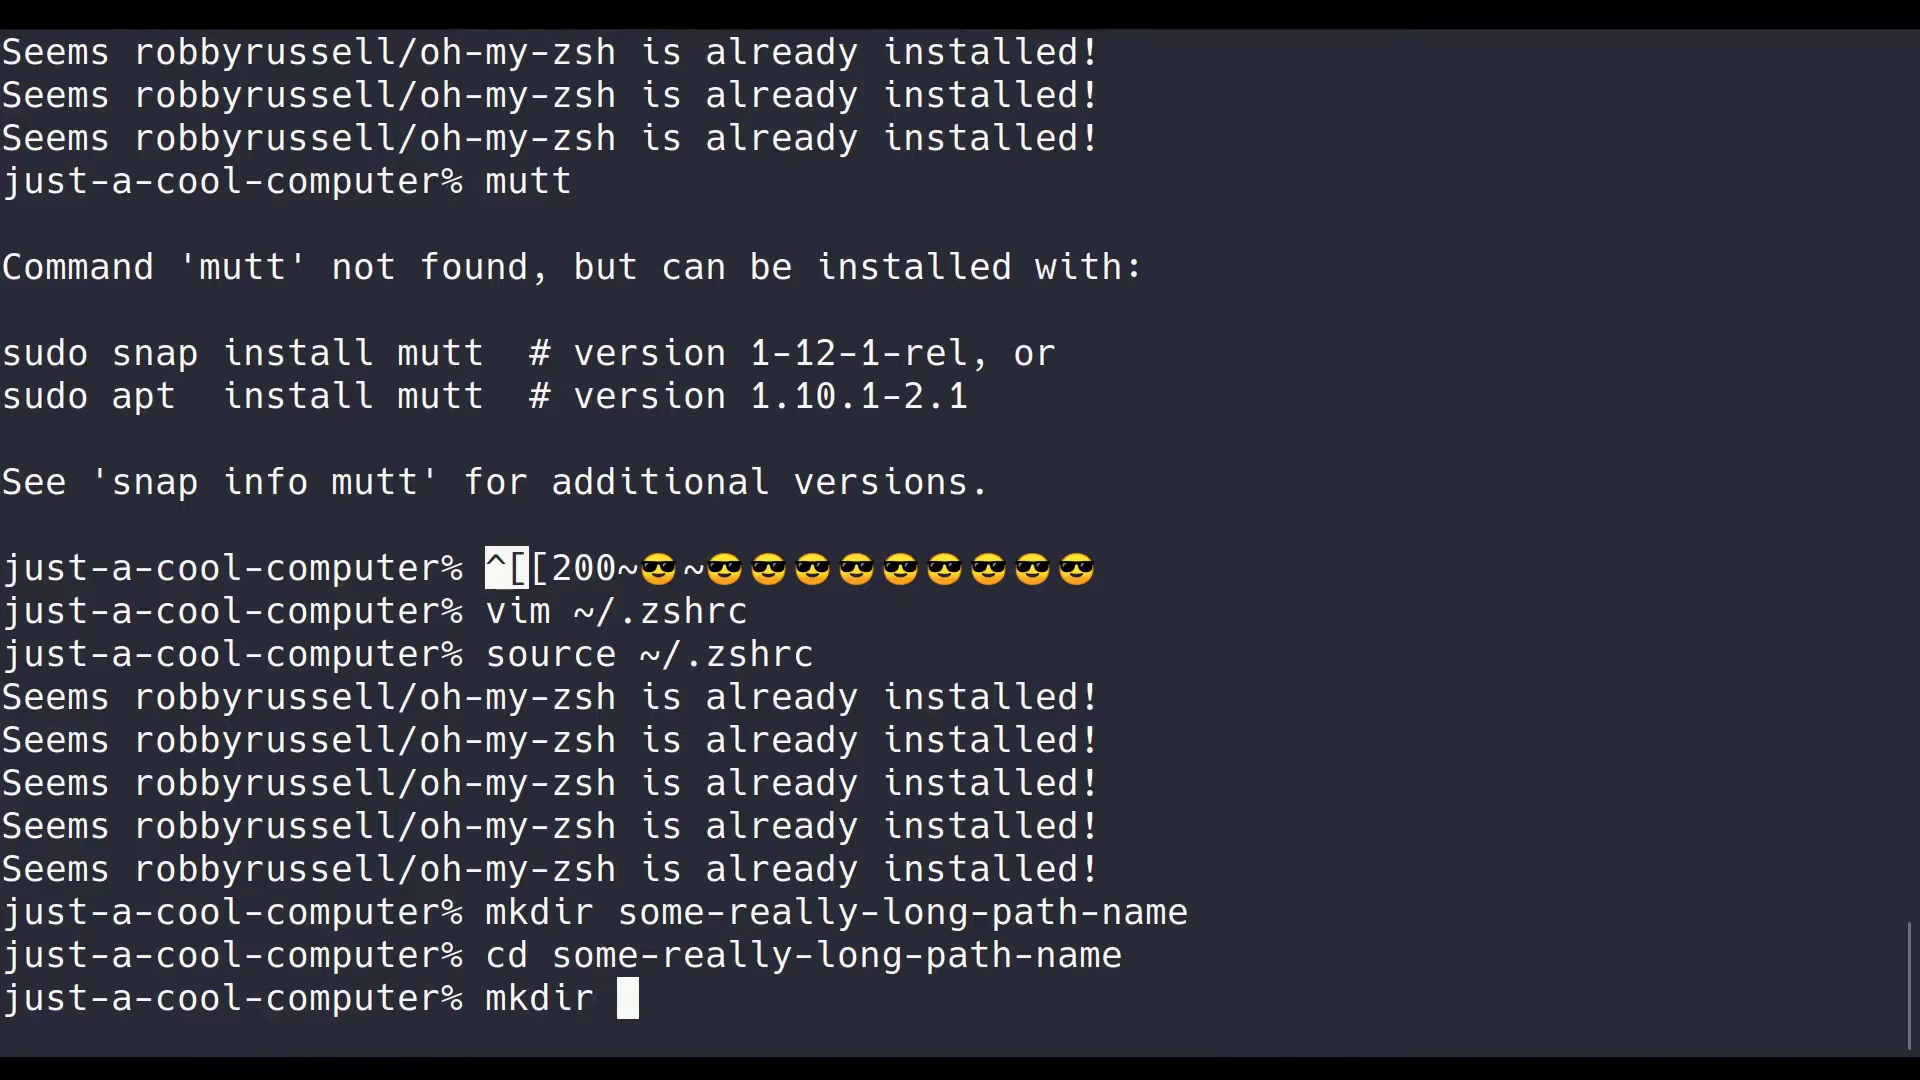 Seems robbyrussell/oh-my-zsh is already installed!
Seems robbyrussell/oh-my-zsh is already installed!
Seems robbyrussell/oh-my-zsh is already installed!
just-a-cool-computer% mutt
Command 'mutt' not found, but can be installed with:
sudo snap install mutt  # version 1-12-1-rel, or
sudo apt  install mutt  # version 1.10.1-2.1
See 'snap info mutt' for additional versions.
just-a-cool-computer% ^[[200~😎~😎😎😎😎😎😎😎😎😎
just-a-cool-computer% vim ~/.zshrc
just-a-cool-computer% source ~/.zshrc
Seems robbyrussell/oh-my-zsh is already installed!
Seems robbyrussell/oh-my-zsh is already installed!
Seems robbyrussell/oh-my-zsh is already installed!
Seems robbyrussell/oh-my-zsh is already installed!
Seems robbyrussell/oh-my-zsh is already installed!
just-a-cool-computer% mkdir some-really-long-path-name
just-a-cool-computer% cd some-really-long-path-name
just-a-cool-computer% mkdir